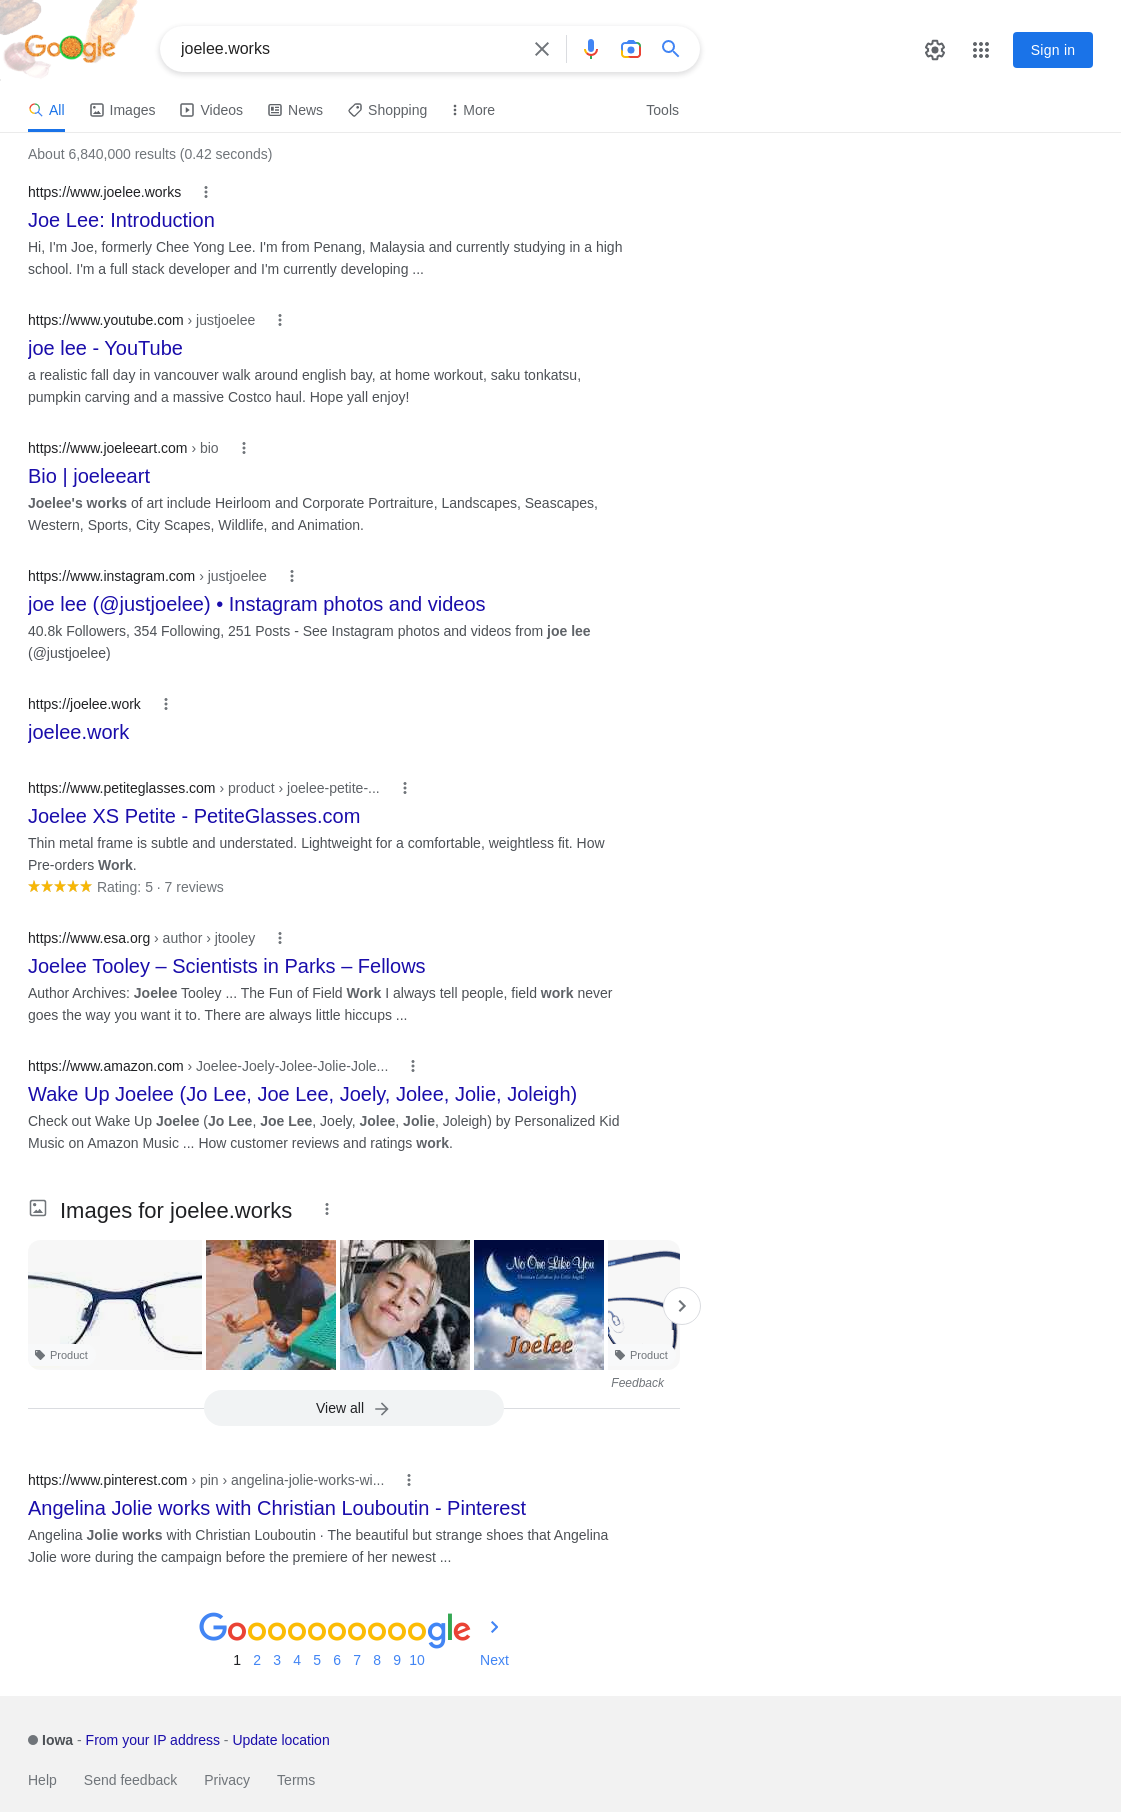 Google
joelee.works
Sign in
All Images Videos News Shopping More Tools
About 6,840,000 results (0.42 seconds)
https://www.joelee.works
Joe Lee: Introduction
Hi, I'm Joe, formerly Chee Yong Lee. I'm from Penang, Malaysia and currently studying in a high
school. I'm a full stack developer and I'm currently developing ...
https://www.youtube.com › justjoelee
joe lee - YouTube
a realistic fall day in vancouver walk around english bay, at home workout, saku tonkatsu,
pumpkin carving and a massive Costco haul. Hope yall enjoy!
https://www.joeleeart.com › bio
Bio | joeleeart
Joelee's works of art include Heirloom and Corporate Portraiture, Landscapes, Seascapes,
Western, Sports, City Scapes, Wildlife, and Animation.
https://www.instagram.com › justjoelee
joe lee (@justjoelee) • Instagram photos and videos
40.8k Followers, 354 Following, 251 Posts - See Instagram photos and videos from joe lee
(@justjoelee)
https://joelee.work
joelee.work
https://www.petiteglasses.com › product › joelee-petite-...
Joelee XS Petite - PetiteGlasses.com
Thin metal frame is subtle and understated. Lightweight for a comfortable, weightless fit. How
Pre-orders Work.
Rating: 5 · 7 reviews
https://www.esa.org › author › jtooley
Joelee Tooley – Scientists in Parks – Fellows
Author Archives: Joelee Tooley ... The Fun of Field Work I always tell people, field work never
goes the way you want it to. There are always little hiccups ...
https://www.amazon.com › Joelee-Joely-Jolee-Jolie-Jole...
Wake Up Joelee (Jo Lee, Joe Lee, Joely, Jolee, Jolie, Joleigh)
Check out Wake Up Joelee (Jo Lee, Joe Lee, Joely, Jolee, Jolie, Joleigh) by Personalized Kid
Music on Amazon Music ... How customer reviews and ratings work.
Images for joelee.works
No One Like You
Christian Lullabies for Little Angels
Joelee
Product
Product
Feedback
View all
https://www.pinterest.com › pin › angelina-jolie-works-wi...
Angelina Jolie works with Christian Louboutin - Pinterest
Angelina Jolie works with Christian Louboutin · The beautiful but strange shoes that Angelina
Jolie wore during the campaign before the premiere of her newest ...
Goooooooooogle
1 2 3 4 5 6 7 8 9 10 Next
Iowa - From your IP address - Update location
Help Send feedback Privacy Terms